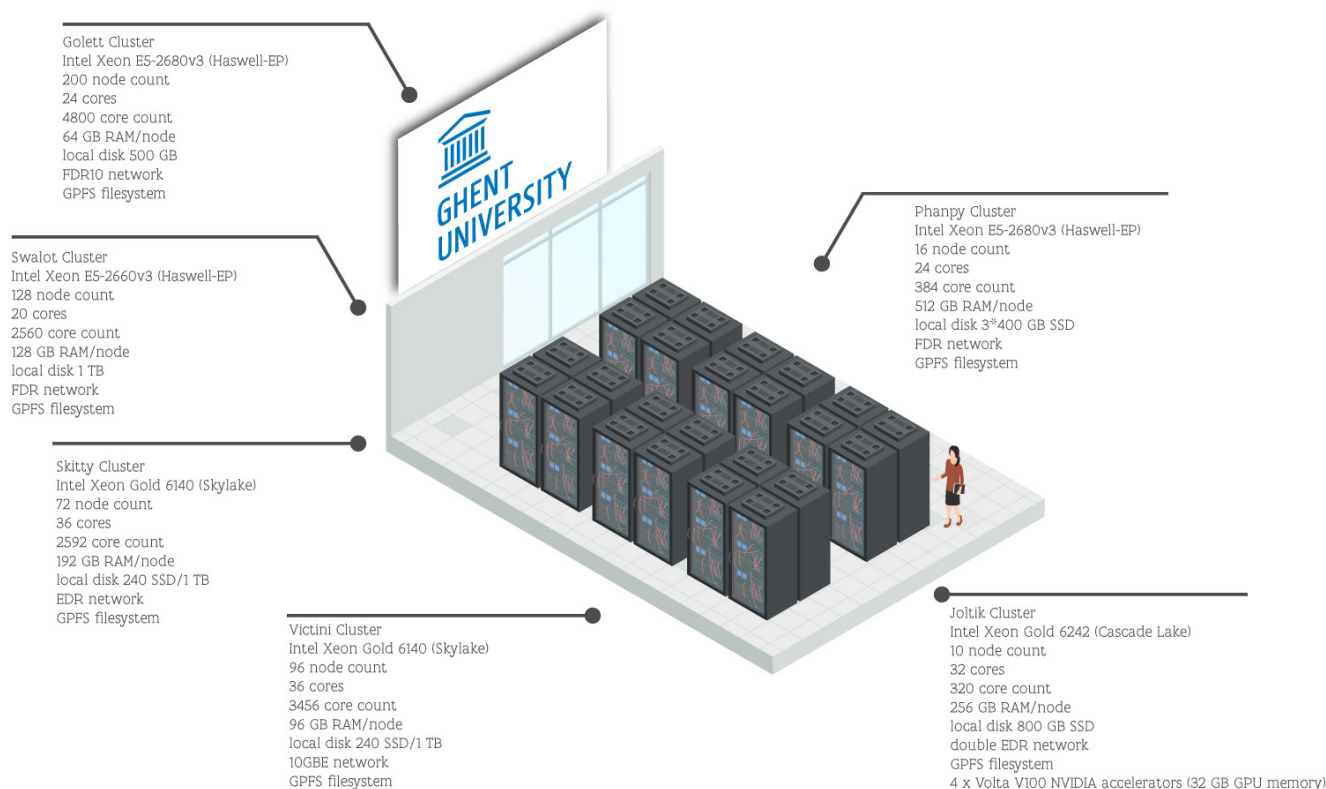 Golett Cluster
Intel Xeon E5-2680v3 (Haswell-EP)
200 node count
24 cores
4800 core count
64 GB RAM/node
local disk 500 GB
FDR10 network
GPFS filesystem
GHENT
UNIVERSITY
Swalot Cluster
Intel Xeon E5-2660v3 (Haswell-EP)
128 node count
20 cores
2560 core count
128 GB RAM/node
local disk 1 TB
FDR network
GPFS filesystem
Phanpy Cluster
Intel Xeon E5-2680v3 (Haswell-EP)
16 node count
24 cores
384 core count
512 GB RAM/node
local disk 3*400 GB SSD
FDR network
GPFS filesystem
Skitty Cluster
Intel Xeon Gold 6140 (Skylake)
72 node count
36 cores
2592 core count
192 GB RAM/node
local disk 240 SSD/1 TB
EDR network
GPFS filesystem
Victini Cluster
Intel Xeon Gold 6140 (Skylake)
96 node count
36 cores
3456 core count
96 GB RAM/node
local disk 240 SSD/1 TB
10GBE network
GPFS filesystem
Joltik Cluster
Intel Xeon Gold 6242 (Cascade Lake)
10 node count
32 cores
320 core count
256 GB RAM/node
local disk 800 GB SSD
double EDR network
GPFS filesystem
4 x Volta V100 NVIDIA accelerators (32 GB GPU memory)